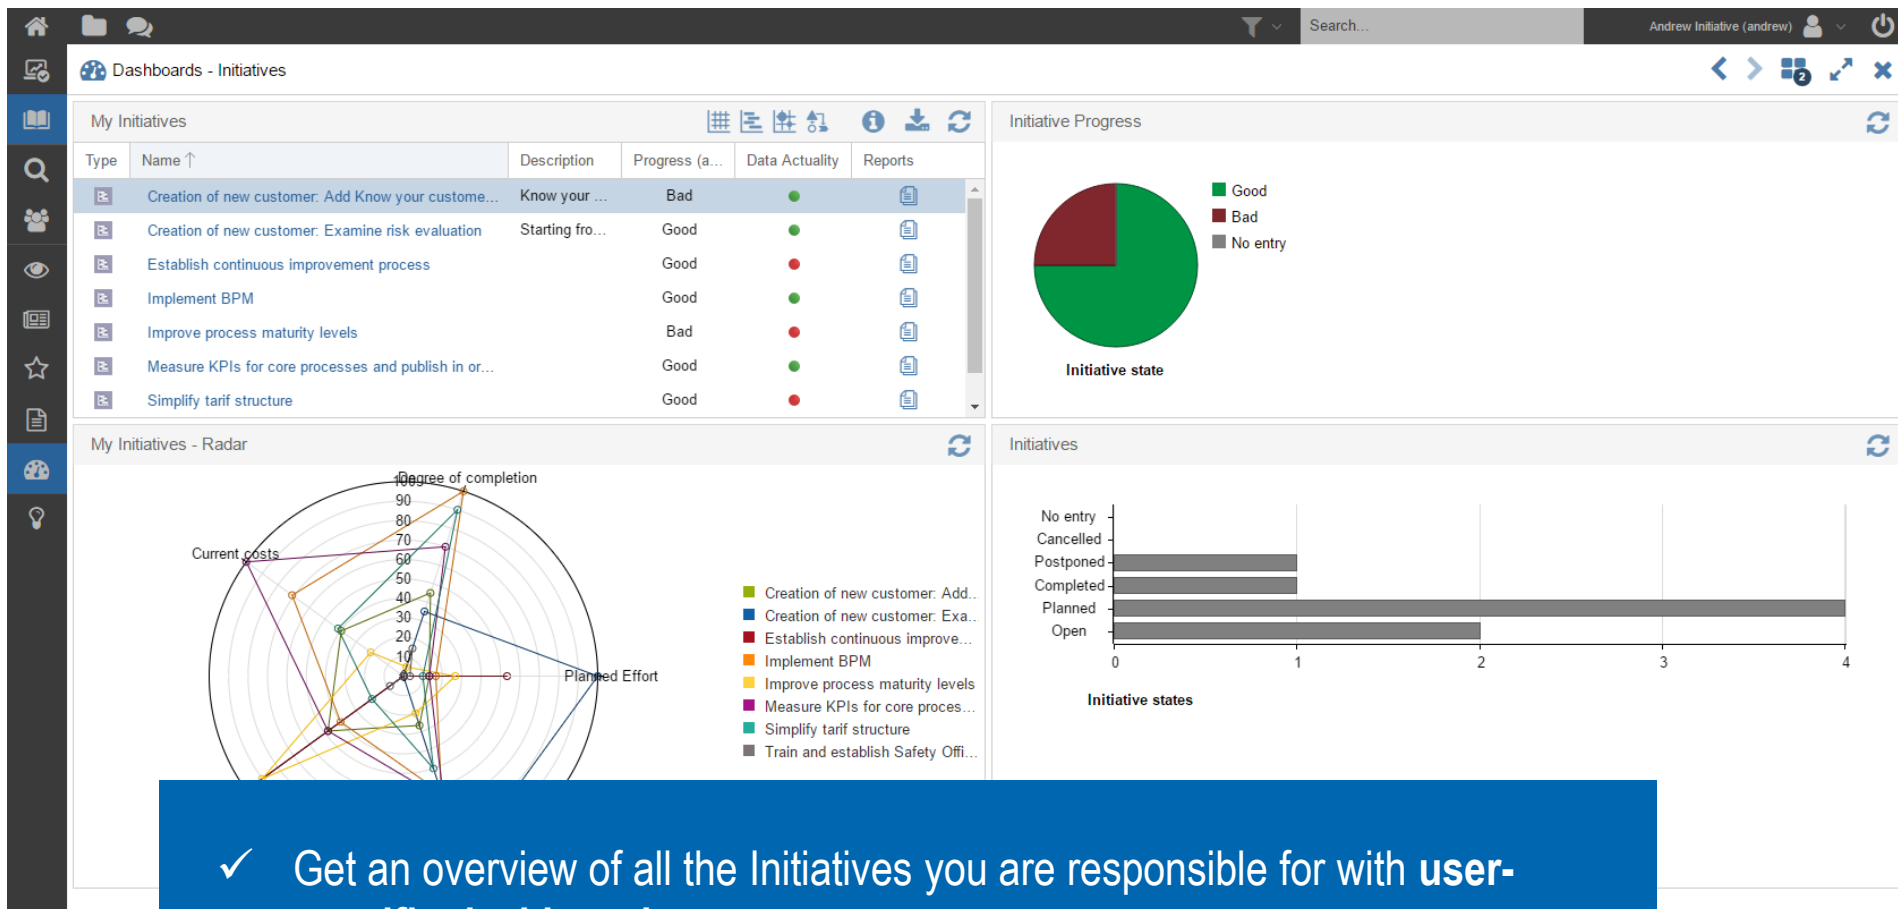 Search...
Andrew Initiative (andrew)
Dashboards - Initiatives
2
My Initiatives
Type Name Description Progress (a... Data Actuality Reports
Creation of new customer: Add Know your custome... Know your ... Bad
Creation of new customer: Examine risk evaluation Starting fro... Good
Establish continuous improvement process Good
Implement BPM Good
Improve process maturity levels Bad
Measure KPIs for core processes and publish in or... Good
Simplify tarif structure Good
Initiative Progress
Good
Bad
No entry
Initiative state
My Initiatives - Radar
Degree of completion
100
90
80
70
60
50
40
30
20
10
Current costs
Planned Effort
Creation of new customer: Add...
Creation of new customer: Exa...
Establish continuous improve...
Implement BPM
Improve process maturity levels
Measure KPIs for core proces...
Simplify tarif structure
Train and establish Safety Offi...
Initiatives
No entry
Cancelled
Postponed
Completed
Planned
Open
0 1 2 3 4
Initiative states
✓ Get an overview of all the Initiatives you are responsible for with user-